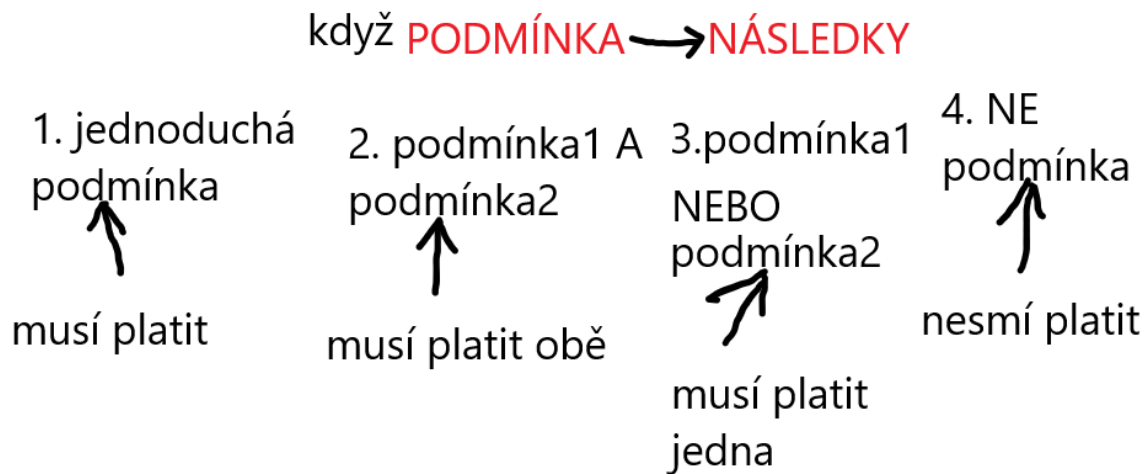 když PODMÍNKA NÁSLEDKY
1. jednoduchá
podmínka
musí platit
2. podmínka1 A
podmínka2
musí platit obě
3.podmínka1
NEBO
podmínka2
musí platit
jedna
4. NE
podmínka
nesmí platit